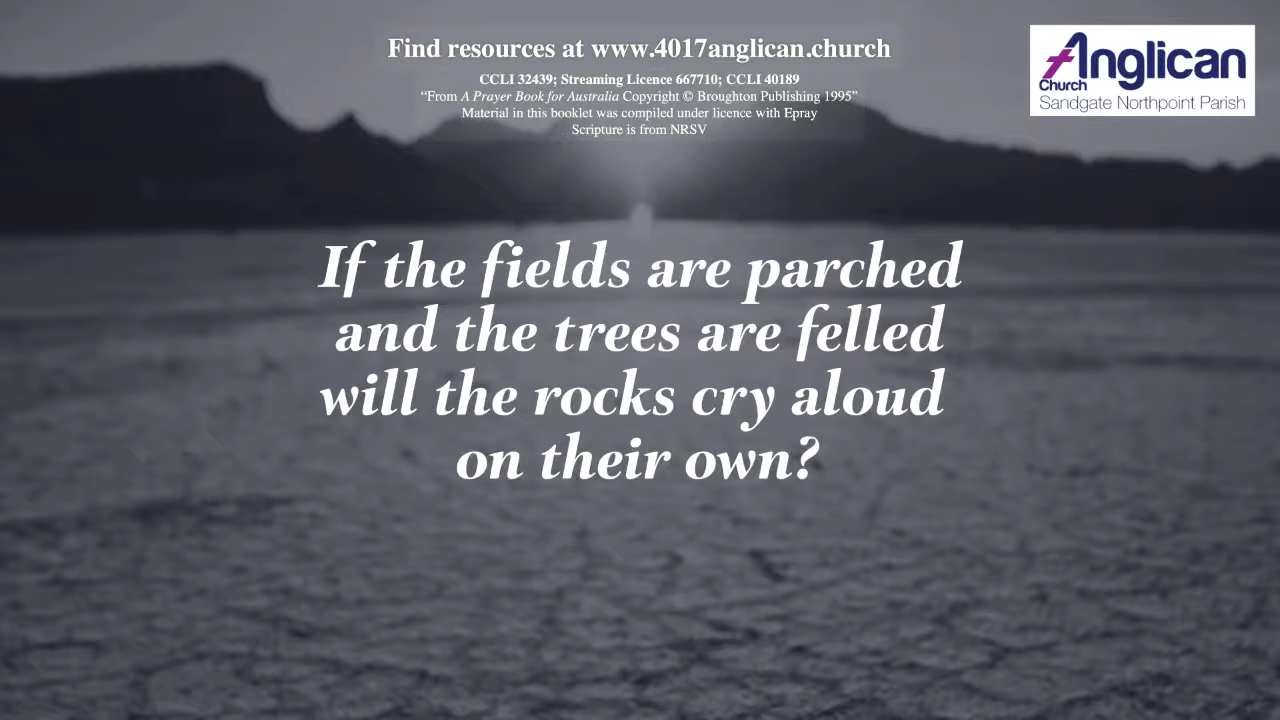 Find resources at www.4017anglican.church
CCLI 32439; Streaming Licence 667710; CCLI 40189
“From A Prayer Book for Australia Copyright © Broughton Publishing 1995”
Material in this booklet was compiled under licence with Epray
Scripture is from NRSV
Anglican
Church
Sandgate Northpoint Parish
If the fields are parched
and the trees are felled
will the rocks cry aloud
on their own?